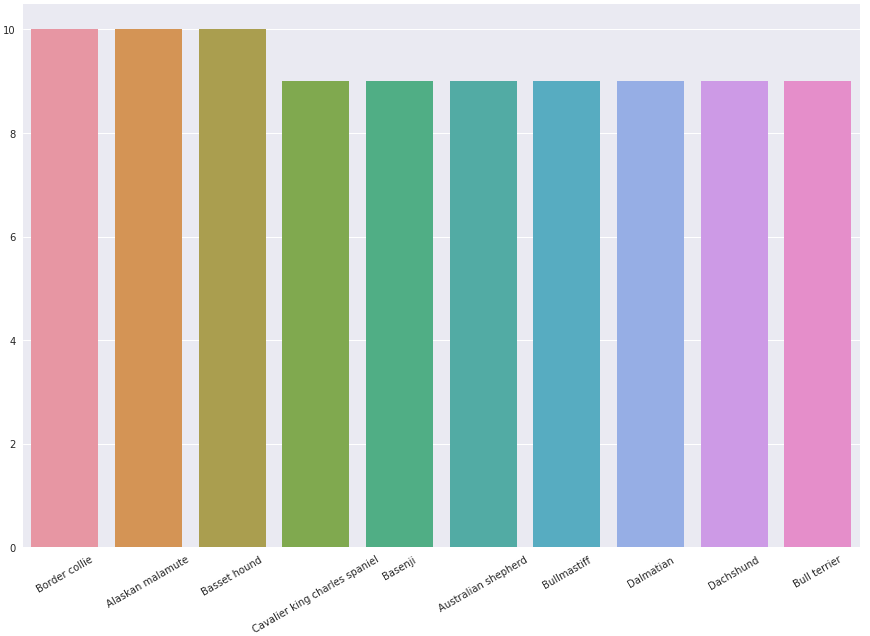 10
8
6
4
2
0
Border collie
Alaskan malamute
Basset hound
Cavalier king charles spaniel
Basenji
Australian shepherd
Bullmastiff
Dalmatian
Dachshund
Bull terrier